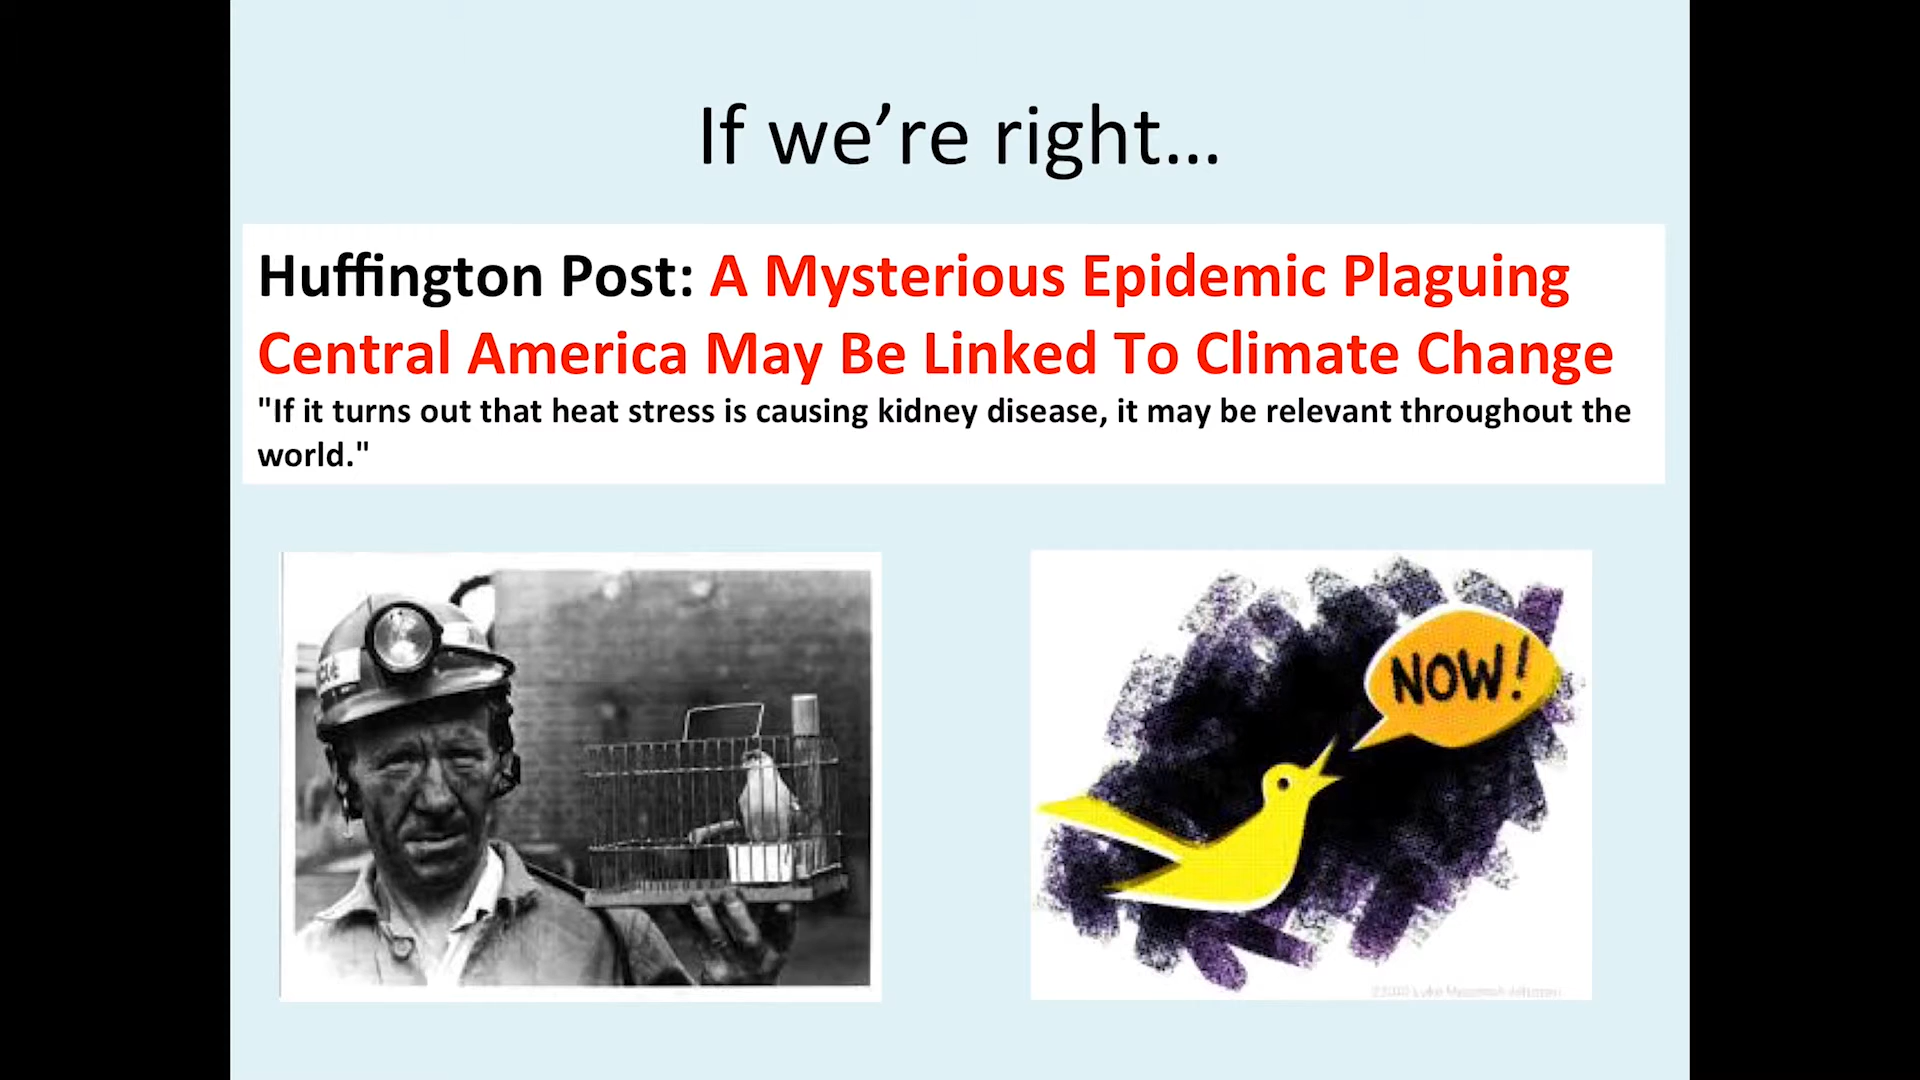 If we’re right…
Huffington Post: A Mysterious Epidemic Plaguing
Central America May Be Linked To Climate Change
"If it turns out that heat stress is causing kidney disease, it may be relevant throughout the
world."
NOW!